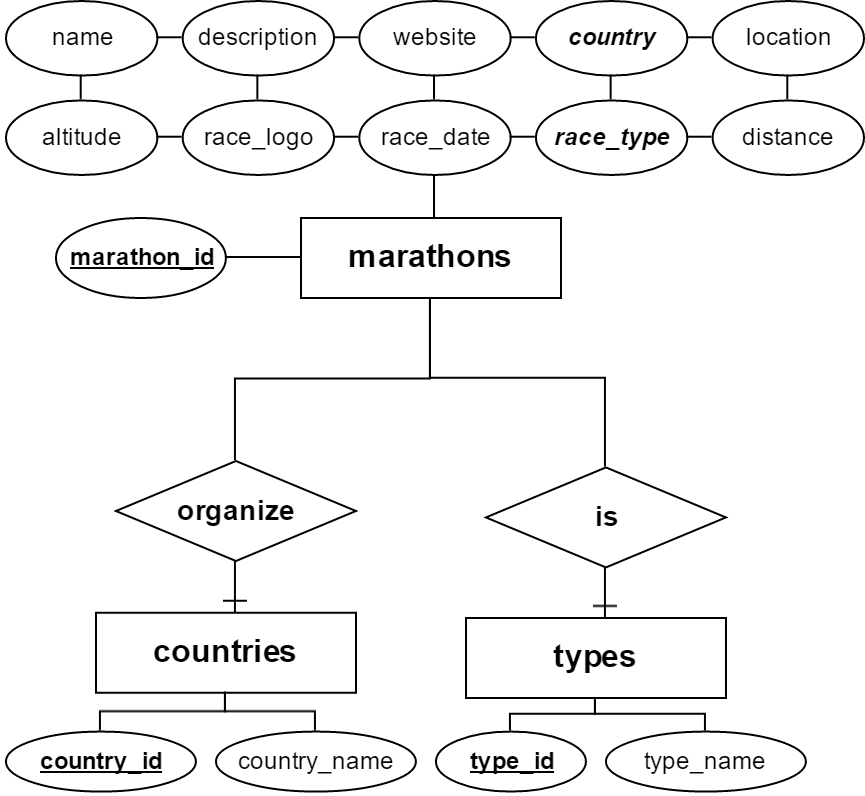 name description website country location
altitude race_logo race_date race_type distance
marathon_id marathons
organize is
countries types
country_id country_name type_id type_name